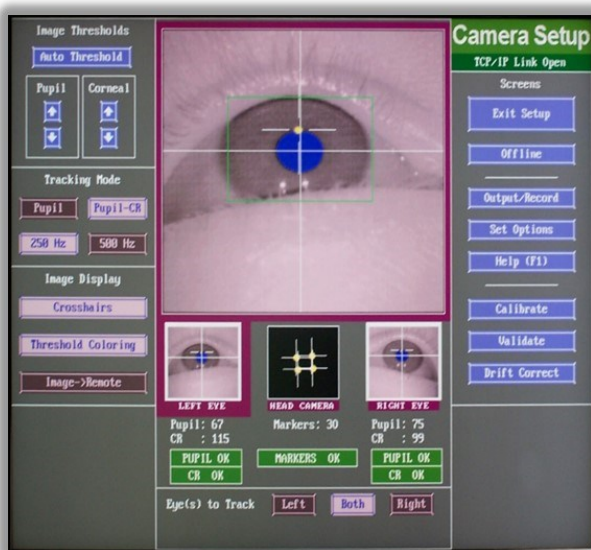 Image Thresholds
Auto Threshold
Pupil
Corneal
Tracking Mode
Pupil
Pupil-CR
250 Hz
500 Hz
Image Display
Crosshairs
Threshold Coloring
Image->Remote
LEFT EYE
HEAD CAMERA
RIGHT EYE
Pupil: 67
CR : 115
Markers: 30
Pupil: 75
CR : 99
PUPIL OK
CR OK
MARKERS OK
PUPIL OK
CR OK
Eye(s) to Track
Left
Both
Right
Camera Setup
TCP/IP Link Open
Screens
Exit Setup
Offline
Output/Record
Set Options
Help (F1)
Calibrate
Validate
Drift Correct